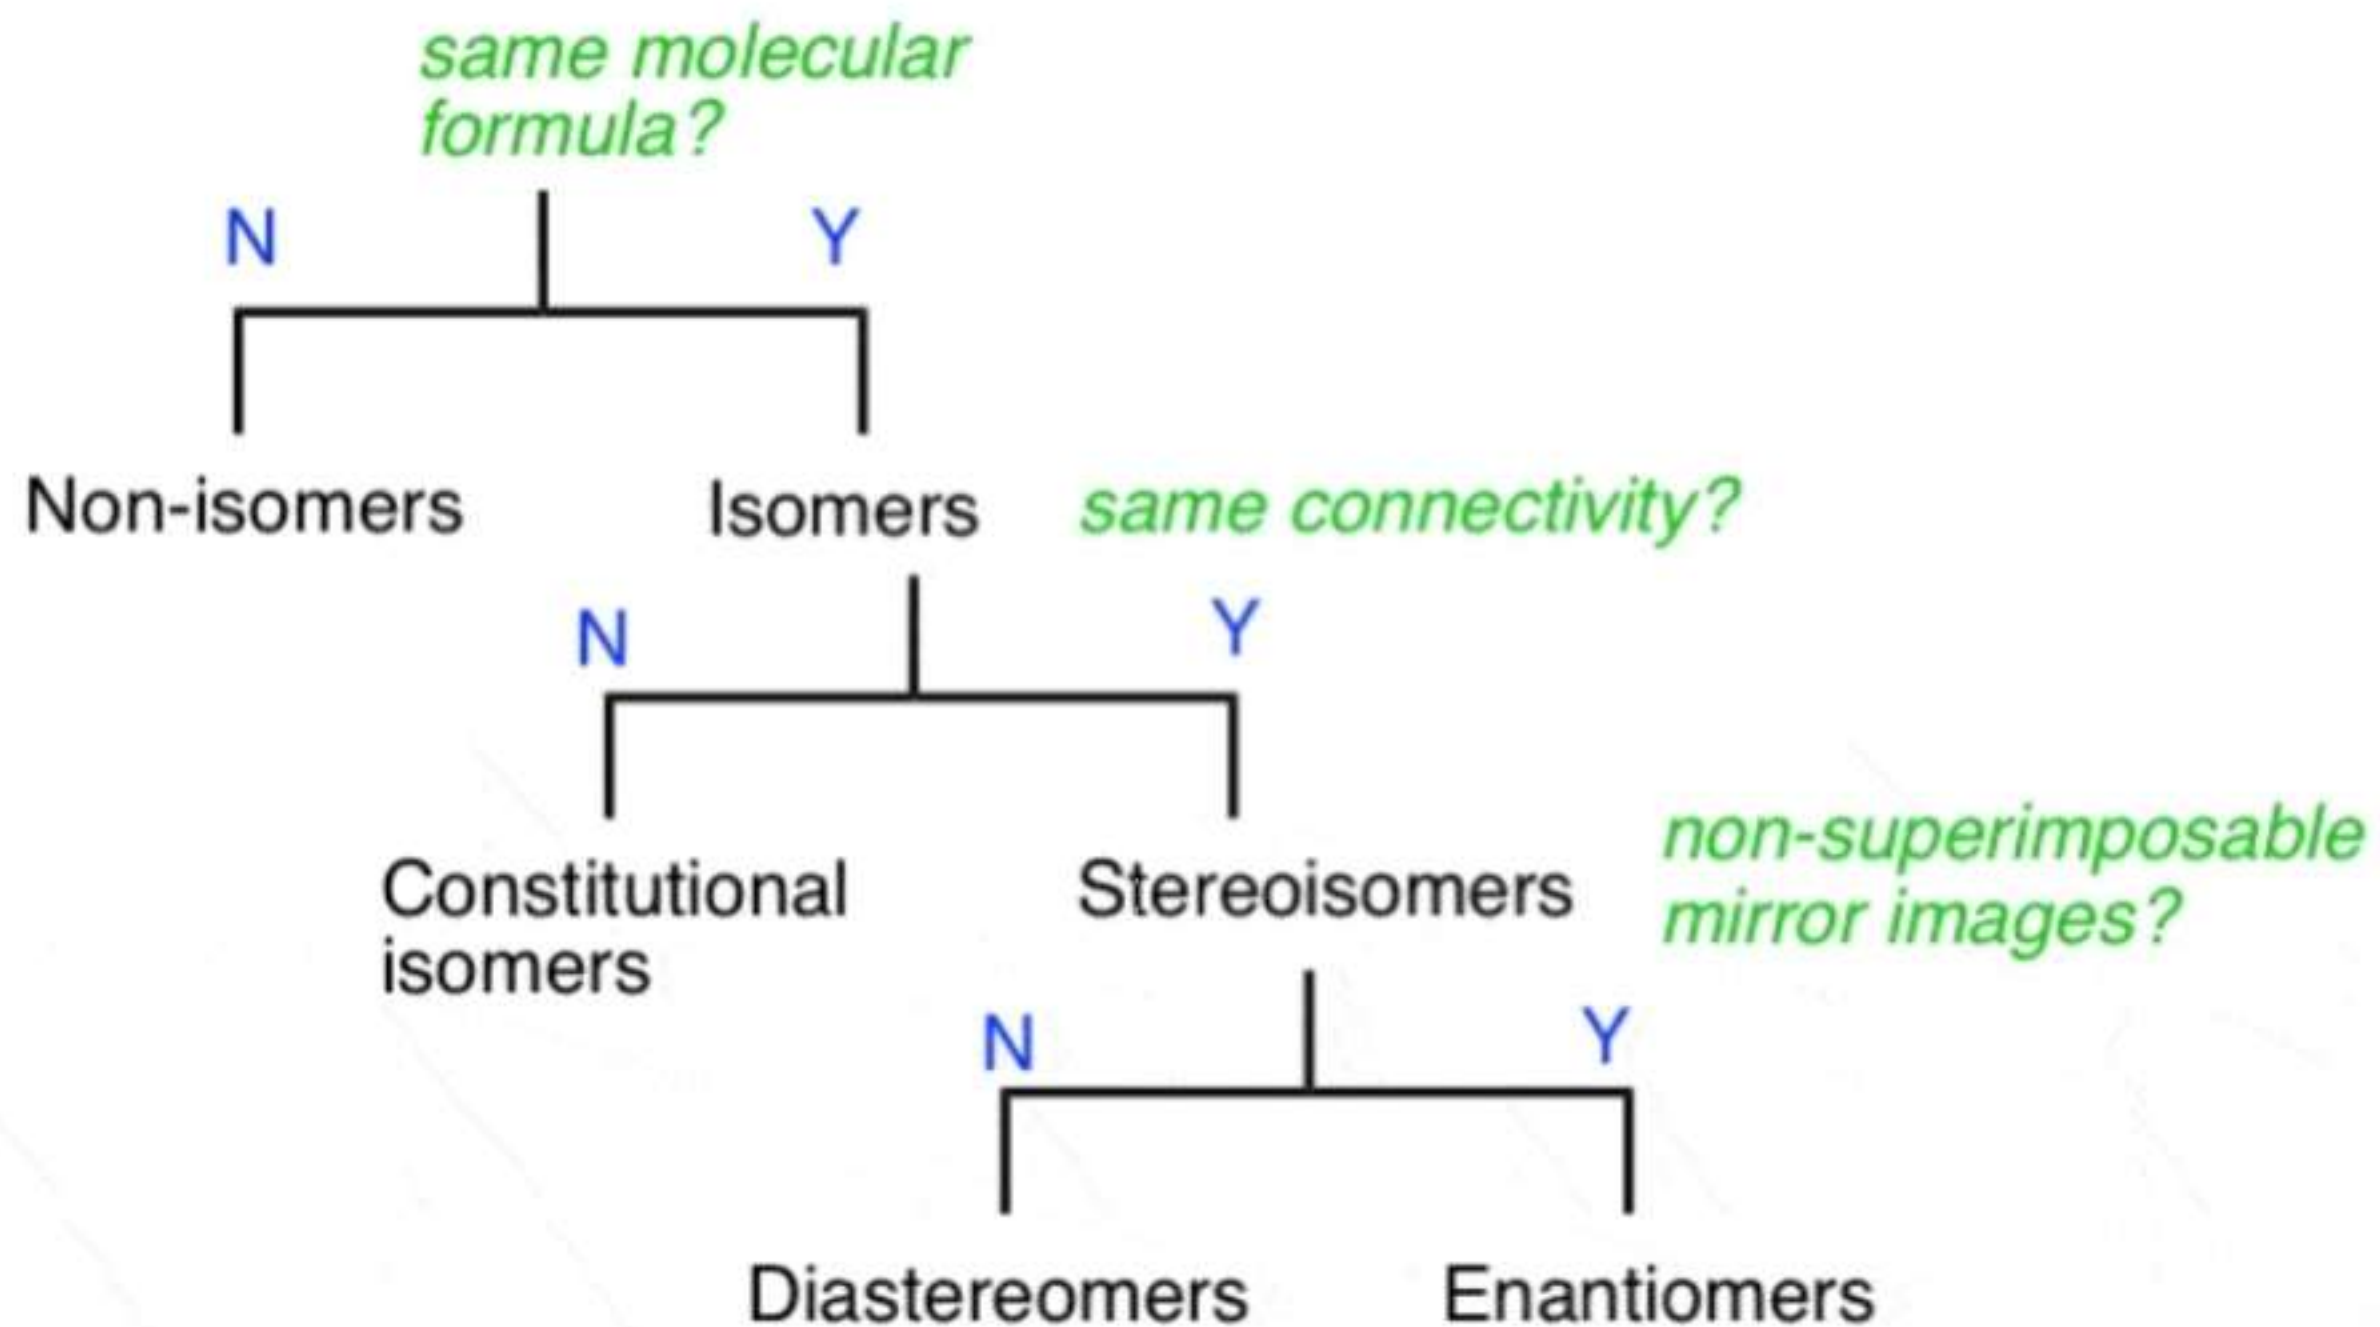 same molecular
formula?
N
Y
Non-isomers
Isomers
same connectivity?
N
Y
Constitutional
isomers
Stereoisomers
non-superimposable
mirror images?
N
Y
Diastereomers
Enantiomers